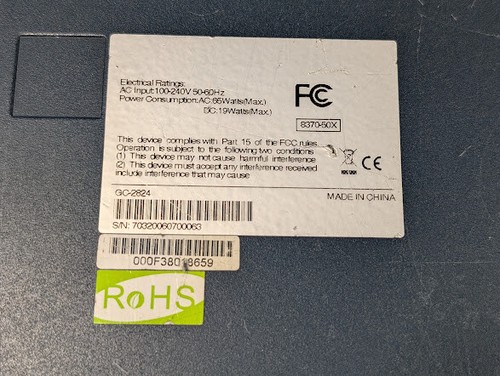 Electrical Ratings:
AC Input:100-240V 50-60Hz
Power Consumption:AC:65Watts(Max.)
DC:19Watts(Max.)
FC
8370-50X
This device complies with Part 15 of the FCC rules
Operation is subject to the following two conditions
(1) This device may not cause harmful interference
(2) This device must accept any interference received
include interference that may cause
CE
GC-2824
MADE IN CHINA
S/N: 70320060700063
RoHS